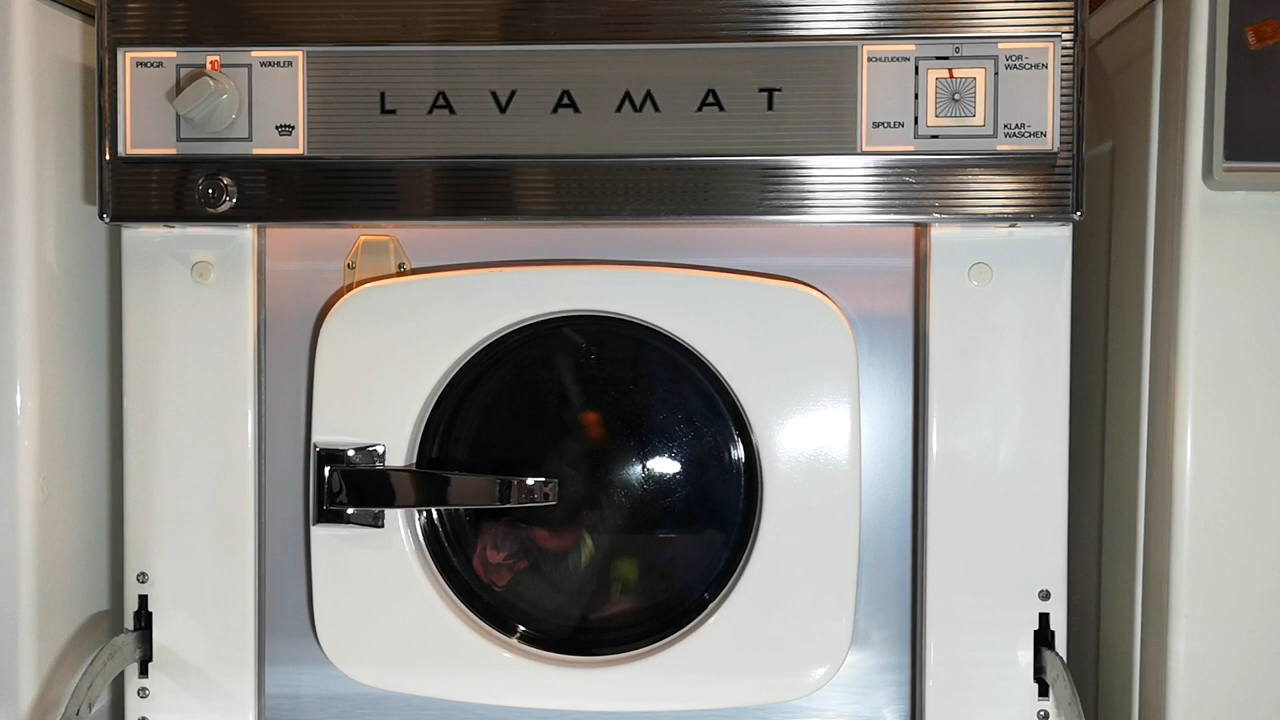 PROGR.
10
WÄHLER
LAVAMAT
SCHLEUDERN
0
VOR-
WASCHEN
SPÜLEN
KLAR-
WASCHEN